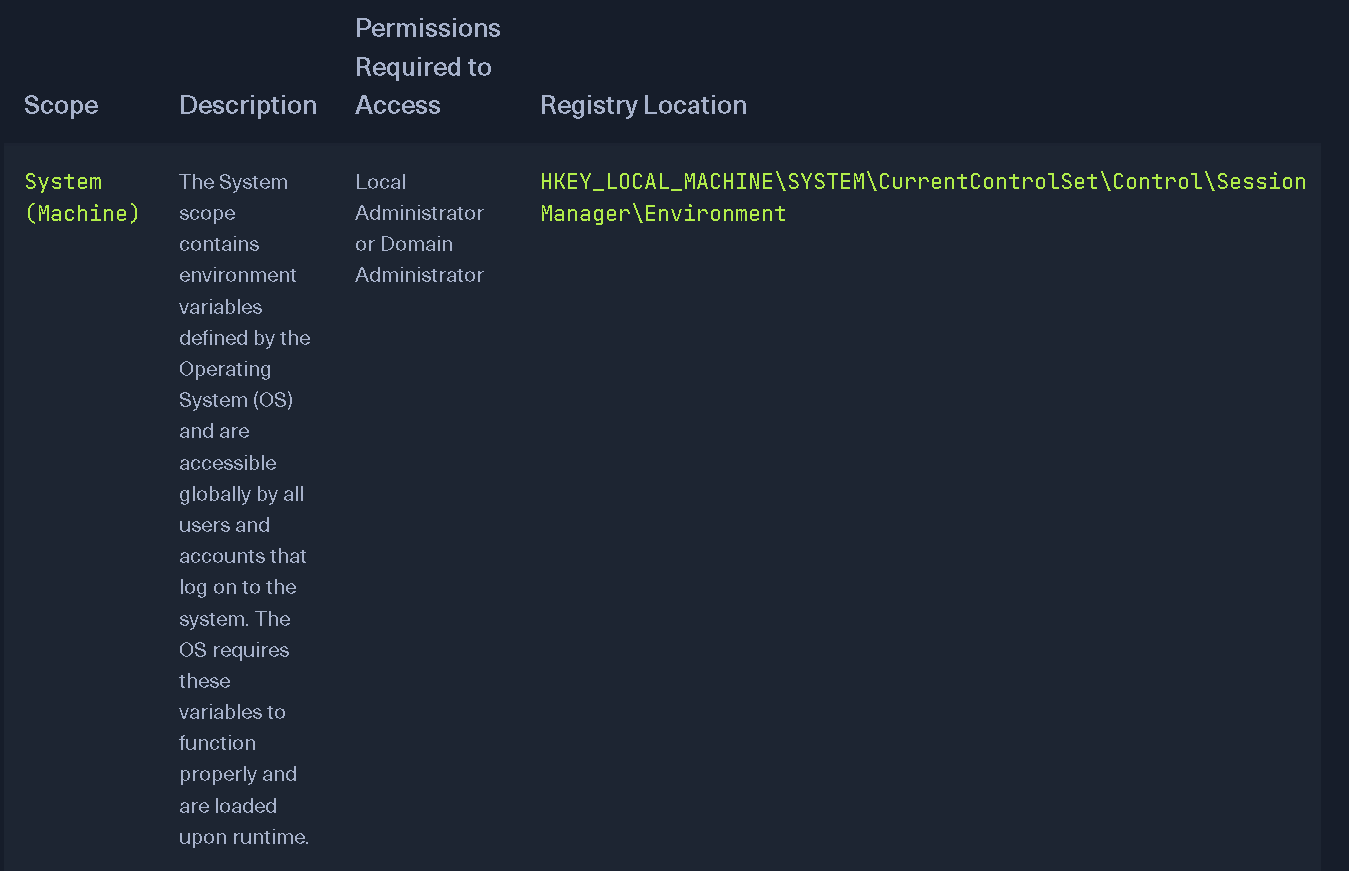 Scope
Description
Permissions
Required to
Access
Registry Location
System
(Machine)
The System
scope
contains
environment
variables
defined by the
Operating
System (OS)
and are
accessible
globally by all
users and
accounts that
log on to the
system. The
OS requires
these
variables to
function
properly and
are loaded
upon runtime.
Local
Administrator
or Domain
Administrator
HKEY_LOCAL_MACHINE\SYSTEM\CurrentControlSet\Control\Session
Manager\Environment